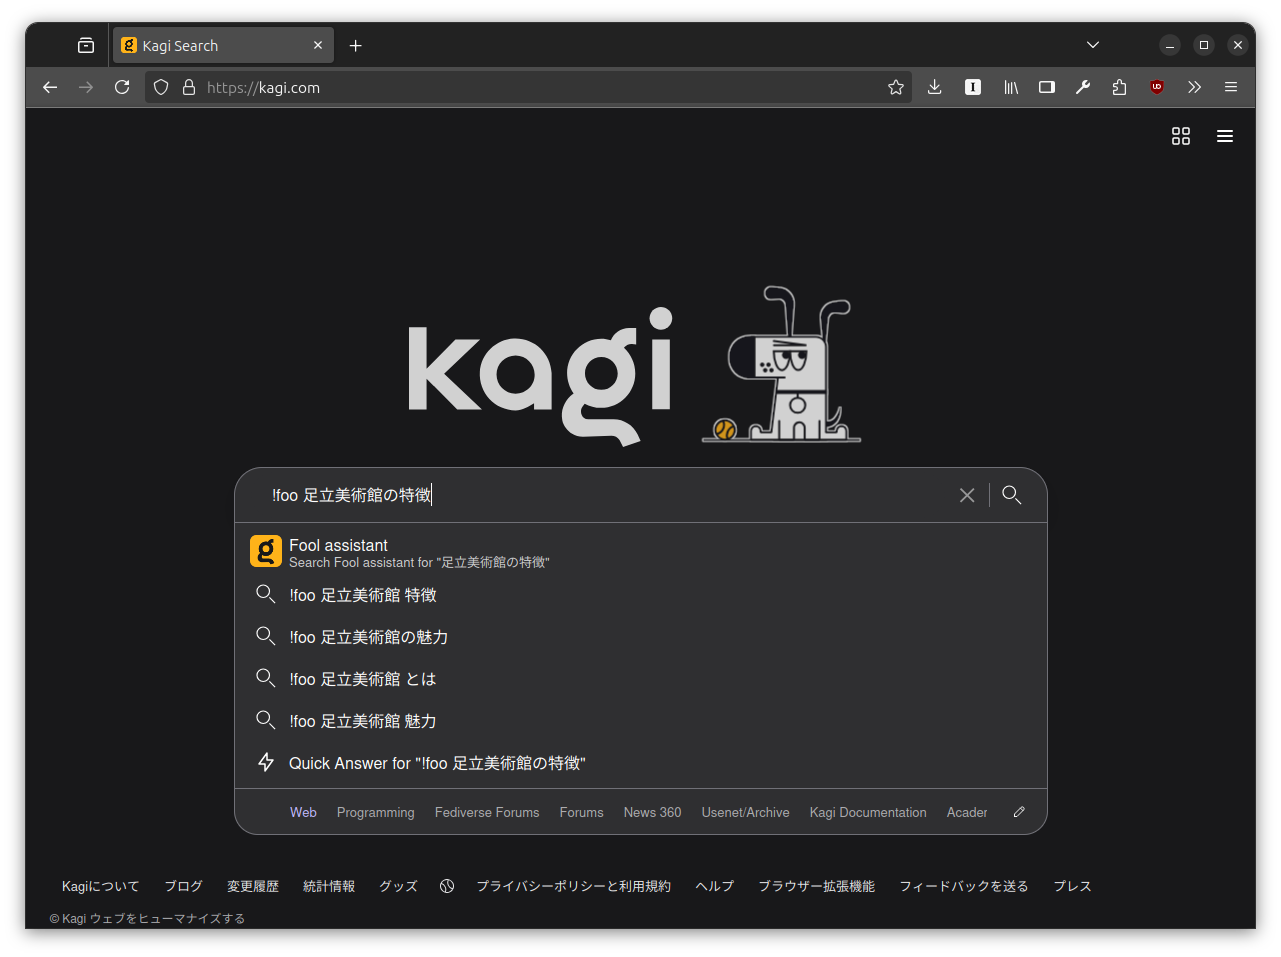 Kagi Search
https://kagi.com
kagi
!foo 足立美術館の特徴
Fool assistant
Search Fool assistant for "足立美術館の特徴"
!foo 足立美術館 特徴
!foo 足立美術館の魅力
!foo 足立美術館 とは
!foo 足立美術館 魅力
Quick Answer for "!foo 足立美術館の特徴"
Web Programming Fediverse Forums Forums News 360 Usenet/Archive Kagi Documentation Acader
Kagiについて ブログ 変更履歴 統計情報 グッズ プライバシーポリシーと利用規約 ヘルプ ブラウザー拡張機能 フィードバックを送る プレス
© Kagi ウェブをヒューマナイズする